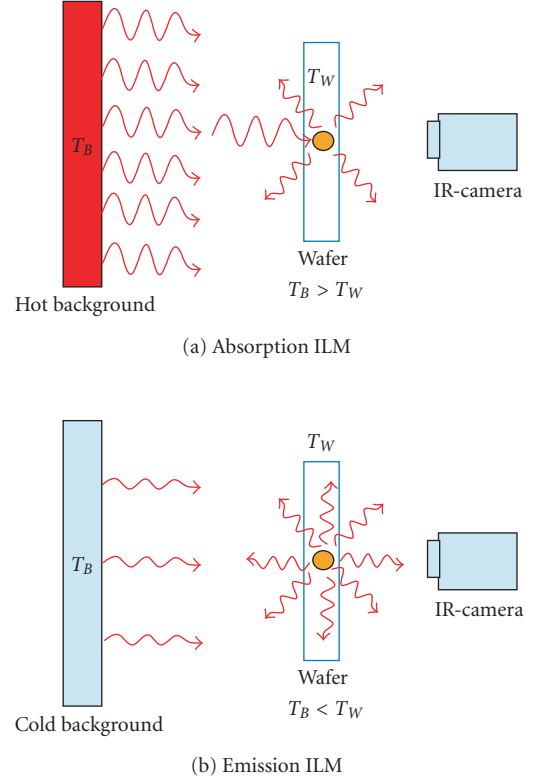 T_W
T_B
IR-camera
Wafer
Hot background
T_B > T_W
(a) Absorption ILM
T_W
T_B
IR-camera
Wafer
Cold background
T_B < T_W
(b) Emission ILM